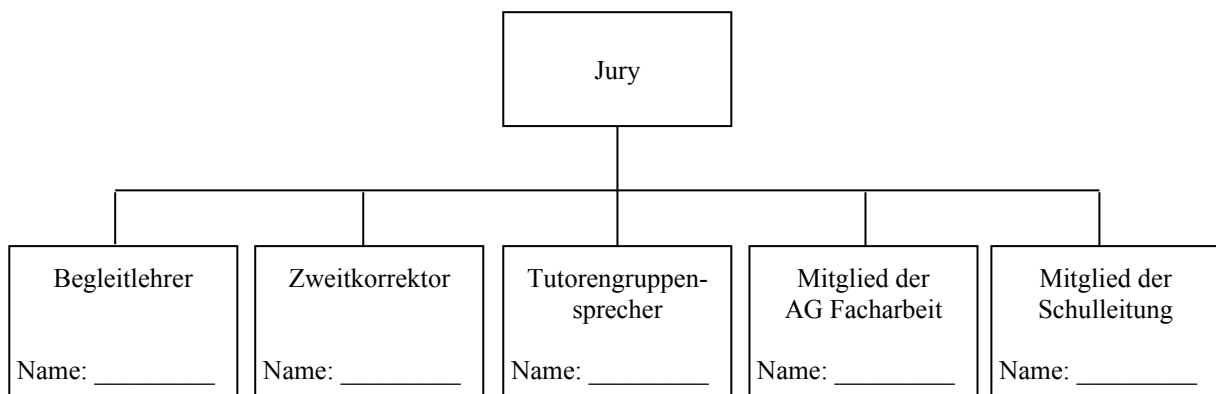 Jury
Begleitlehrer
Name: _________
Zweitkorrektor
Name: _________
Tutorengruppen-
sprecher
Name: _________
Mitglied der
AG Facharbeit
Name: _________
Mitglied der
Schulleitung
Name: _________